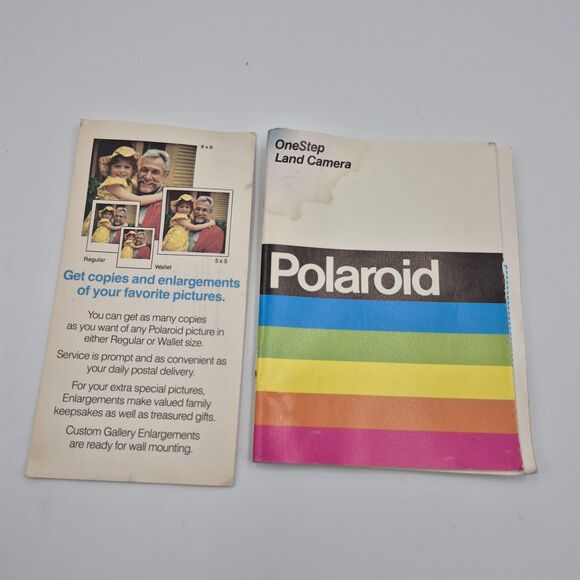 8 x 8
5 x 5
Regular
Wallet
Get copies and enlargements
of your favorite pictures.
You can get as many copies
as you want of any Polaroid picture in
either Regular or Wallet size.
Service is prompt and as convenient as
your daily postal delivery.
For your extra special pictures,
Enlargements make valued family
keepsakes as well as treasured gifts.
Custom Gallery Enlargements
are ready for wall mounting.
OneStep
Land Camera
Polaroid